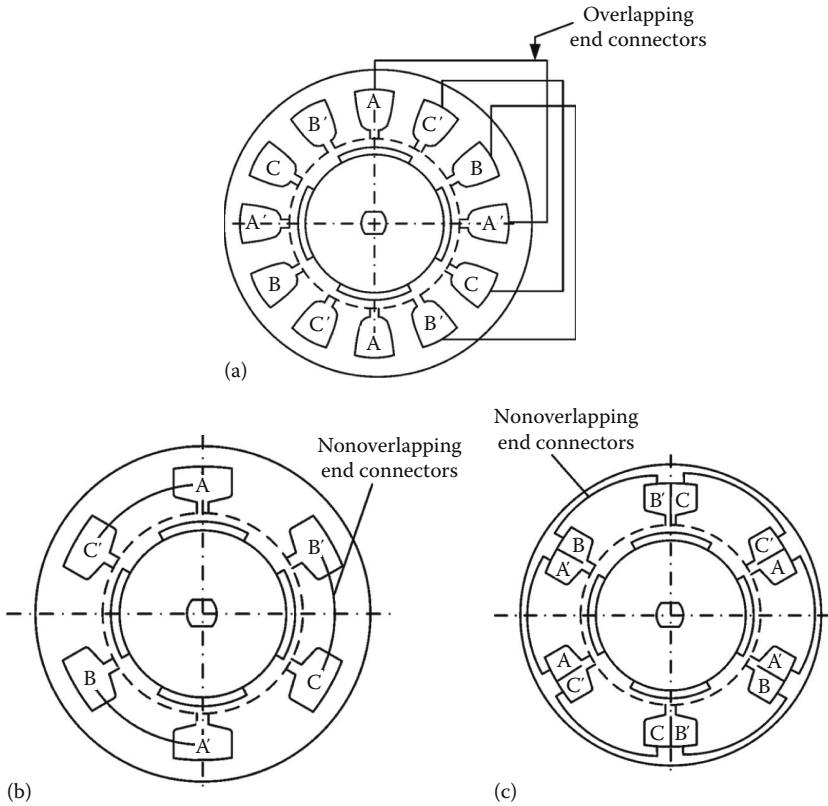 Overlapping
end connectors
A
B′
C′
C
B
A′
A′
B
C
C′
B′
A
(a)
Nonoverlapping
end connectors
A
C′
B′
B
C
A′
(b)
Nonoverlapping
end connectors
B′ C
B
A′
C′
A
A
C′
A′
B
C B′
(c)